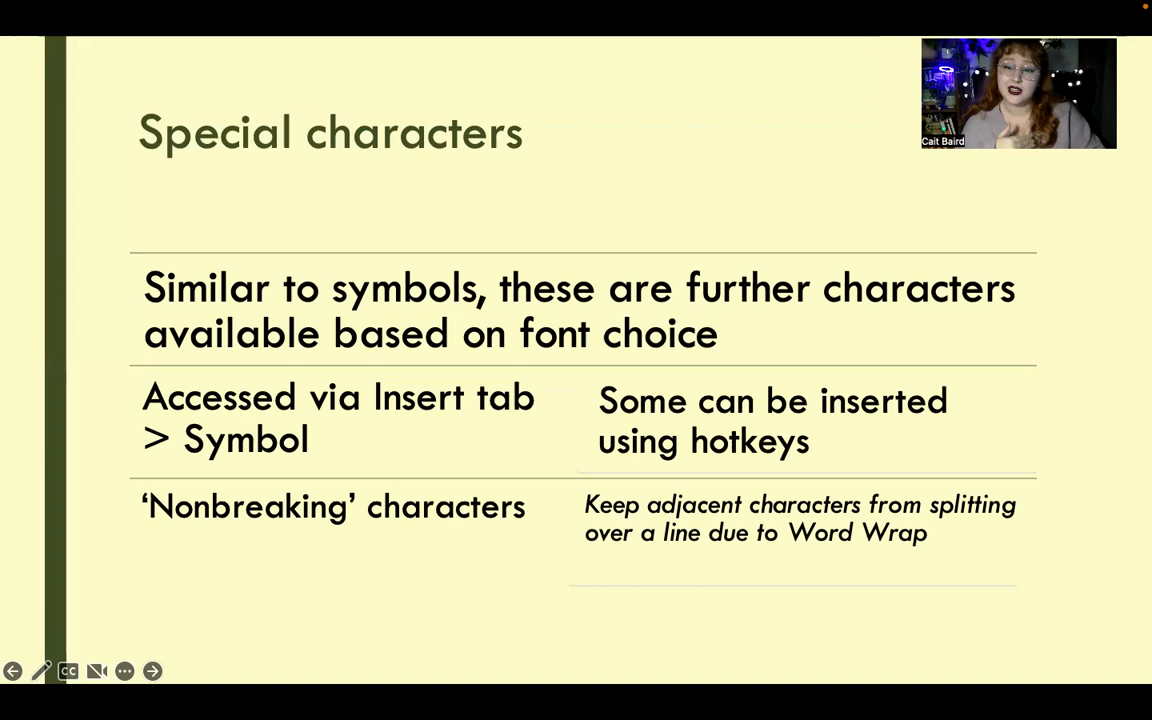 Special characters
Cait Baird
Similar to symbols, these are further characters
available based on font choice
Accessed via Insert tab
> Symbol
Some can be inserted
using hotkeys
‘Nonbreaking’ characters
Keep adjacent characters from splitting
over a line due to Word Wrap
CC